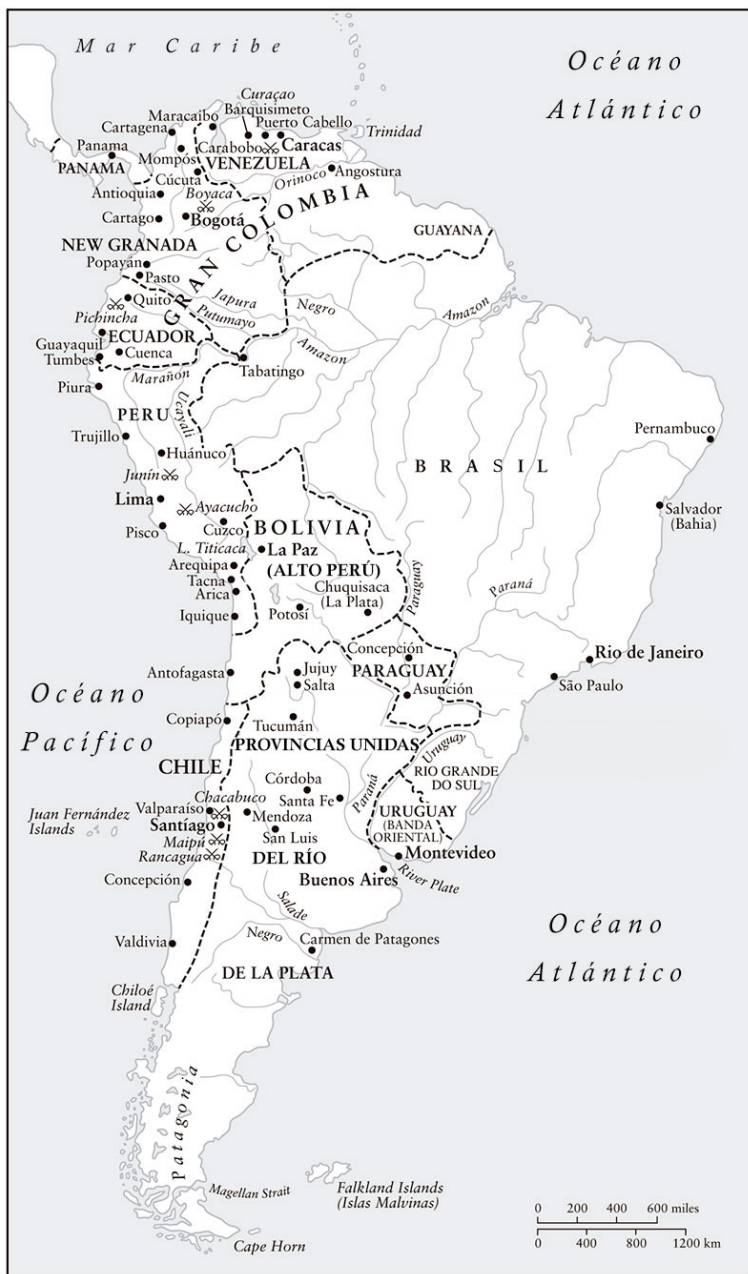 Mar Caribe
Océano
Atlántico
Curaçao
Barquisimeto
Maracaibo
Puerto Cabello
Cartagena
Trinidad
Panama
Carabobo
Caracas
Mompós
PANAMA
VENEZUELA
Cúcuta
Orinoco
Angostura
Antioquia
Boyaca
Cartago
Bogotá
GRAN COLOMBIA
GUAYANA
NEW GRANADA
Popayán
Pasto
Quito
Japura
Negro
Amazon
Putumayo
Pichincha
ECUADOR
Amazon
Guayaquil
Cuenca
Tumbes
Tabatingo
Marañón
Piura
Ucayali
PERU
Trujillo
Pernambuco
Huánuco
BRASIL
Junín
Lima
Ayacucho
Salvador
(Bahia)
Pisco
Cuzco
BOLIVIA
L. Titicaca
La Paz
Arequipa
(ALTO PERÚ)
Tacna
Chuquisaca
(La Plata)
Paraguay
Paraná
Arica
Iquique
Potosí
Concepción
Rio de Janeiro
Antofagasta
Jujuy
PARAGUAY
Salta
Asunción
São Paulo
Océano
Pacífico
Copiapó
Tucumán
PROVINCIAS UNIDAS
Uruguay
CHILE
RIO GRANDE
DO SUL
Córdoba
Chacabuco
Santa Fe
Paraná
Juan Fernández
Islands
Valparaíso
Mendoza
URUGUAY
(BANDA
ORIENTAL)
Santíago
San Luis
Maipú
Rancagua
DEL RÍO
Montevideo
Concepción
Buenos Aires
River Plate
Salade
Océano
Atlántico
Valdivia
Negro
Carmen de Patagones
DE LA PLATA
Chiloé
Island
Patagonia
Magellan Strait
Falkland Islands
(Islas Malvinas)
Cape Horn
0 200 400 600 miles
0 400 800 1200 km